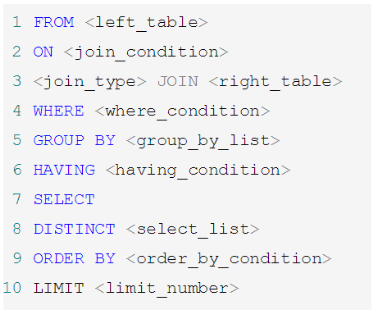 1 FROM <left_table>
2 ON <join_condition>
3 <join_type> JOIN <right_table>
4 WHERE <where_condition>
5 GROUP BY <group_by_list>
6 HAVING <having_condition>
7 SELECT
8 DISTINCT <select_list>
9 ORDER BY <order_by_condition>
10 LIMIT <limit_number>